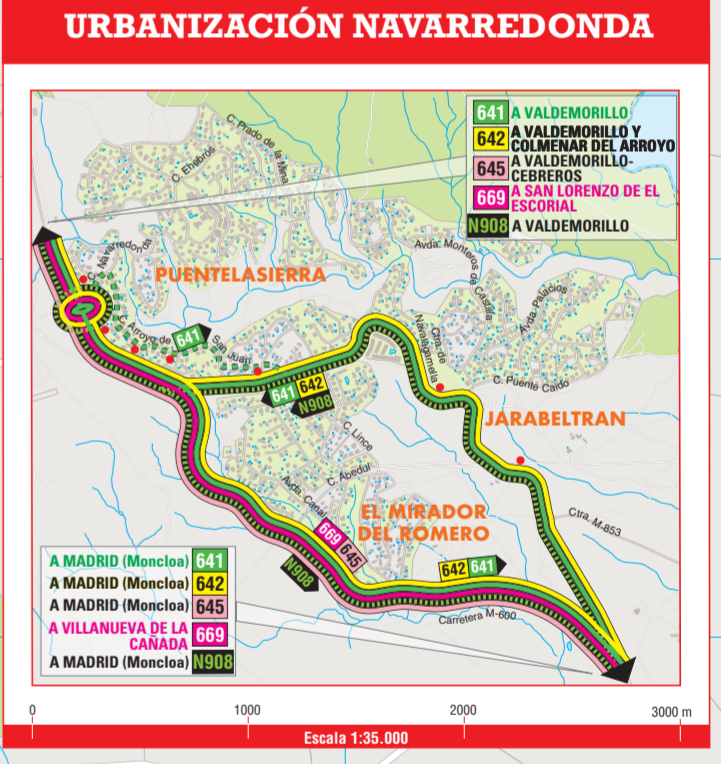 URBANIZACIÓN NAVARREDONDA
641 A VALDEMORILLO
642 A VALDEMORILLO Y
COLMENAR DEL ARROYO
645 A VALDEMORILLO-
CEBREROS
669 A SAN LORENZO DE EL
ESCORIAL
N908 A VALDEMORILLO
C. Prado de la Mina
C. Enebros
C. Navarredonda
PUENTELASIERRA
Avda. Monteros de Castilla
Avda. Palacios
C. Arroyo de San Juan
641
Ctra. de
Navalagamella
C. Puente Caido
641 642
N908
JARABELTRAN
C. Lince
C. Abedul
Avda. Canal
EL MIRADOR
DEL ROMERO
Ctra. M-853
669 645
N908
642 641
Carretera M-600
A MADRID (Moncloa) 641
A MADRID (Moncloa) 642
A MADRID (Moncloa) 645
A VILLANUEVA DE LA
CAÑADA 669
A MADRID (Moncloa) N908
0 1000 2000 3000 m
Escala 1:35.000